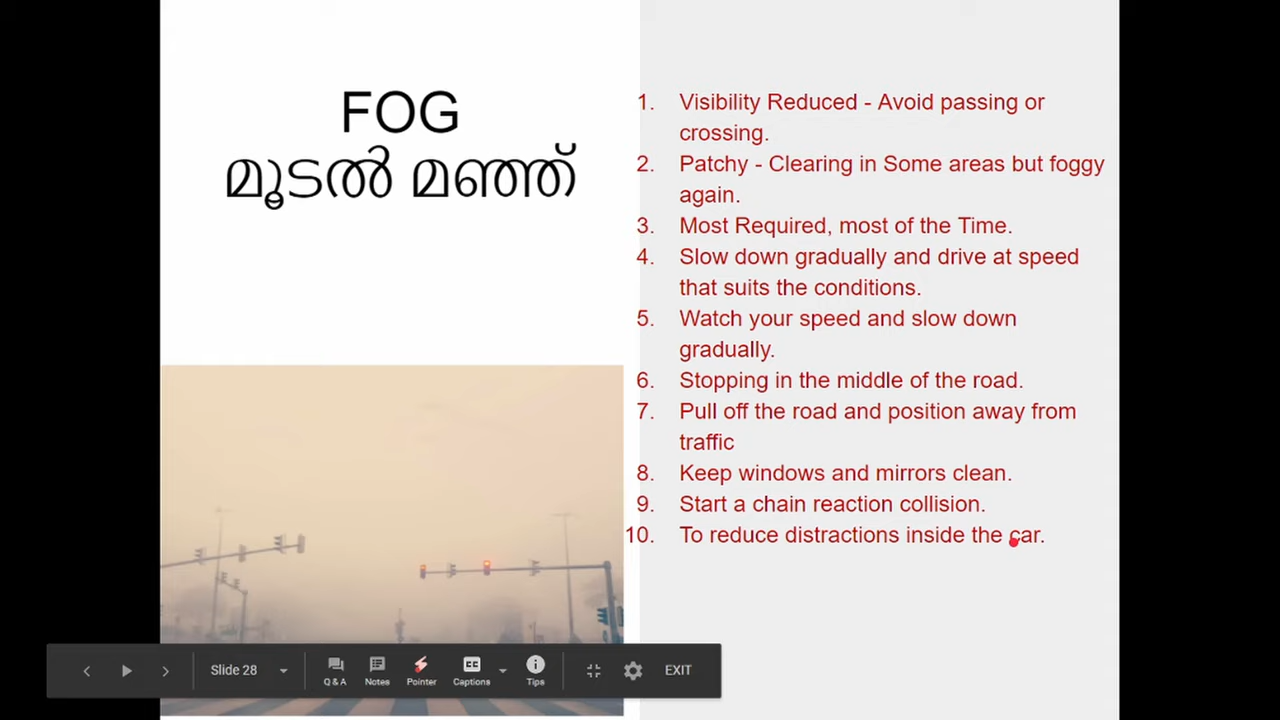 FOG
മൂടൽ മഞ്ഞ്
1. Visibility Reduced - Avoid passing or
crossing.
2. Patchy - Clearing in Some areas but foggy
again.
3. Most Required, most of the Time.
4. Slow down gradually and drive at speed
that suits the conditions.
5. Watch your speed and slow down
gradually.
6. Stopping in the middle of the road.
7. Pull off the road and position away from
traffic
8. Keep windows and mirrors clean.
9. Start a chain reaction collision.
10. To reduce distractions inside the car.
Slide 28
Q & A
Notes
Pointer
CC
Captions
Tips
EXIT